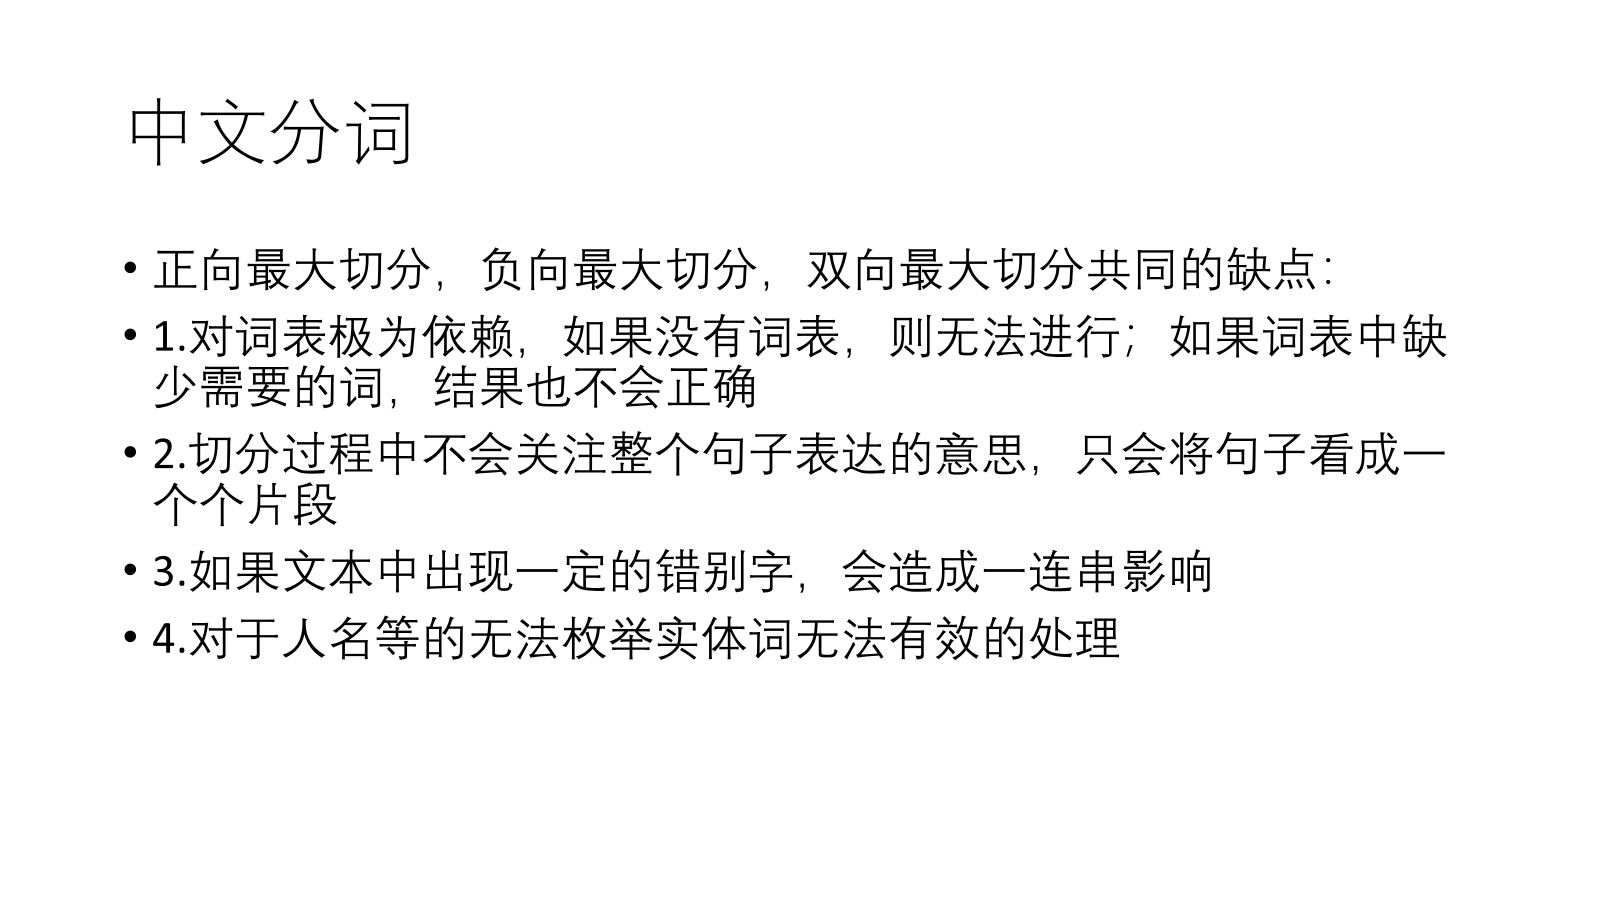 中文分词
• 正向最大切分，负向最大切分，双向最大切分共同的缺点：
• 1.对词表极为依赖，如果没有词表，则无法进行；如果词表中缺
少需要的词，结果也不会正确
• 2.切分过程中不会关注整个句子表达的意思，只会将句子看成一
个个片段
• 3.如果文本中出现一定的错别字，会造成一连串影响
• 4.对于人名等的无法枚举实体词无法有效的处理